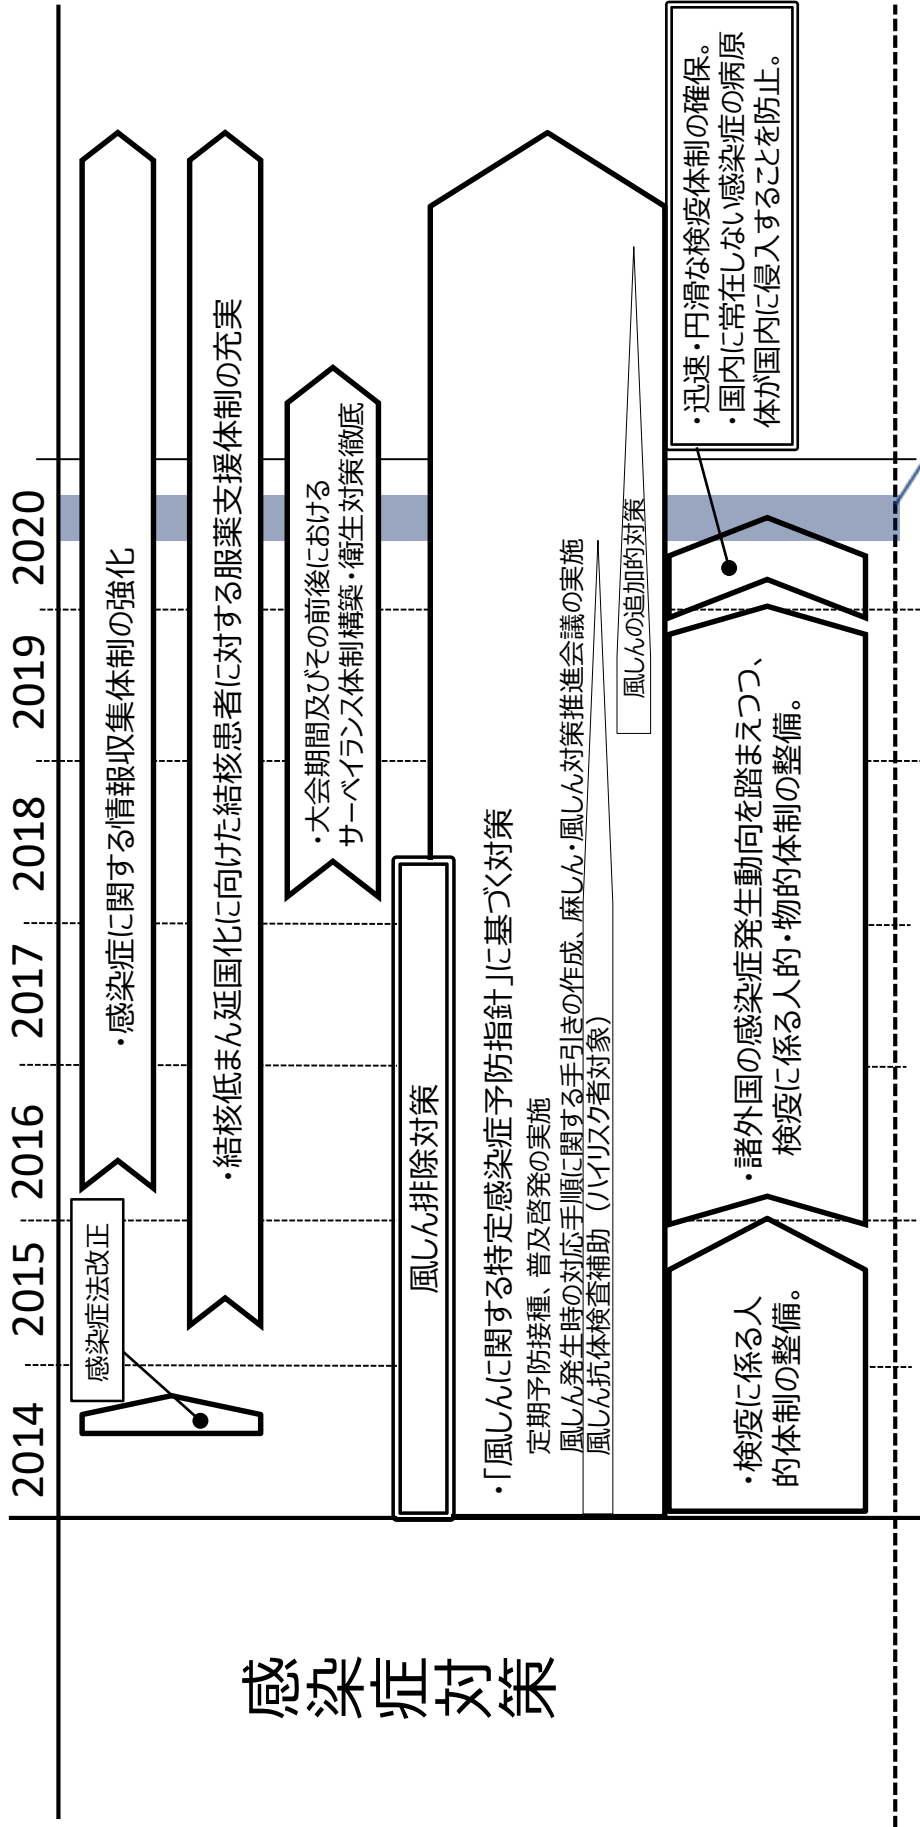 感染症対策
2014
2015
2016
2017
2018
2019
2020
感染症法改正
・感染症に関する情報収集体制の強化
・結核低まん延国化に向けた結核患者に対する服薬支援体制の充実
・大会期間及びその前後における
サーベイランス体制構築・衛生対策徹底
風しん排除対策
・「風しんに関する特定感染症予防指針」に基づく対策
定期予防接種、普及啓発の実施
風しん発生時の対応手順に関する手引きの作成、麻しん・風しん対策推進会議の実施
風しん抗体検査補助（ハイリスク者対象）
風しんの追加的対策
・検疫に係る人
的体制の整備。
・諸外国の感染症発生動向を踏まえつつ、
検疫に係る人的・物的体制の整備。
・迅速・円滑な検疫体制の確保。
・国内に常在しない感染症の病原
体が国内に侵入することを防止。